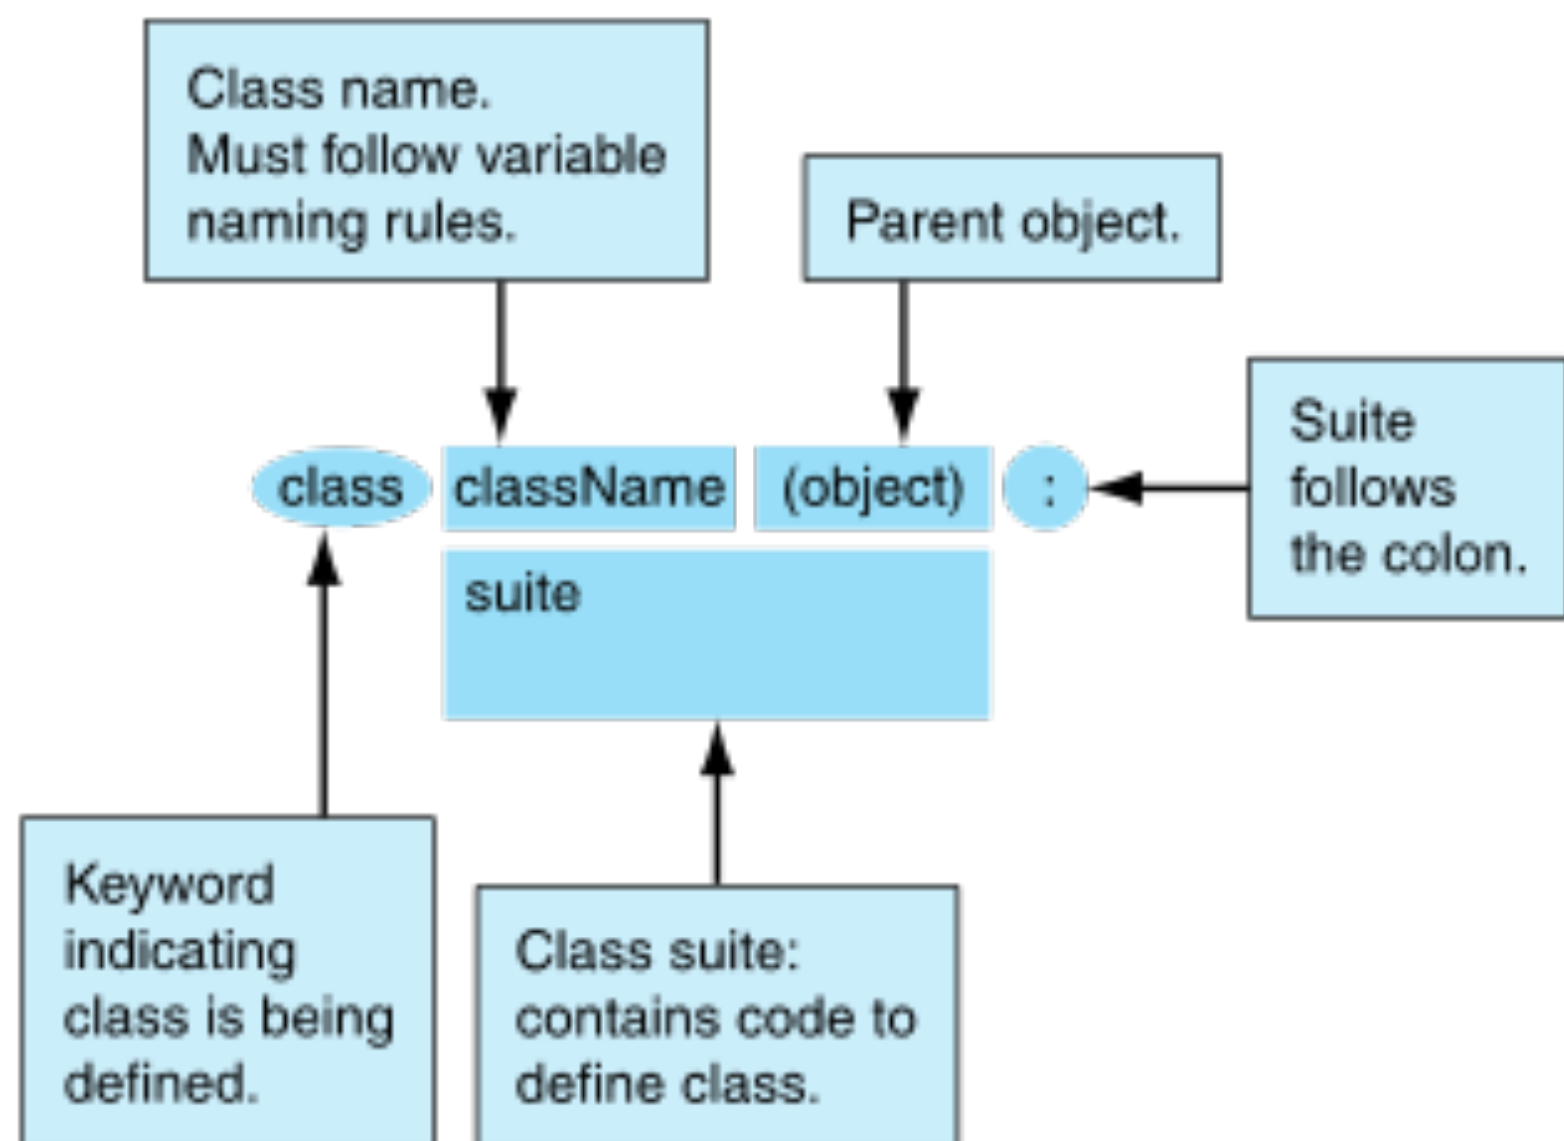 Class name.
Must follow variable
naming rules.
Parent object.
class className (object) :
Suite
follows
the colon.
suite
Keyword
indicating
class is being
defined.
Class suite:
contains code to
define class.